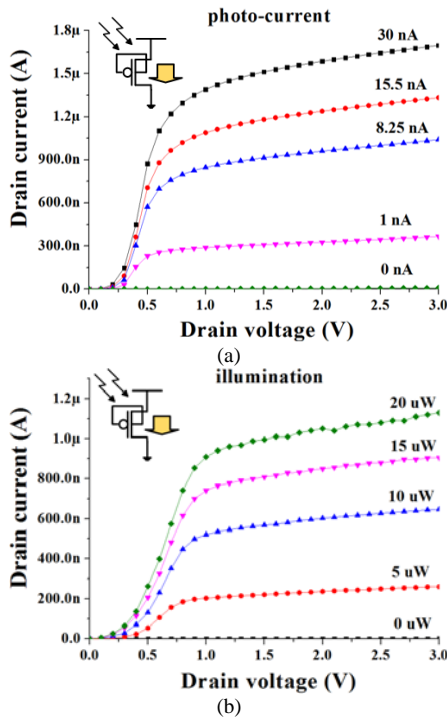 photo-current
30 nA
15.5 nA
8.25 nA
1 nA
0 nA
Drain current (A)
1.8µ
1.5µ
1.2µ
900.0n
600.0n
300.0n
0.0
0.0 0.5 1.0 1.5 2.0 2.5 3.0
Drain voltage (V)
(a)
illumination
20 uW
15 uW
10 uW
5 uW
0 uW
Drain current (A)
1.2µ
1.0µ
800.0n
600.0n
400.0n
200.0n
0.0
0.0 0.5 1.0 1.5 2.0 2.5 3.0
Drain voltage (V)
(b)